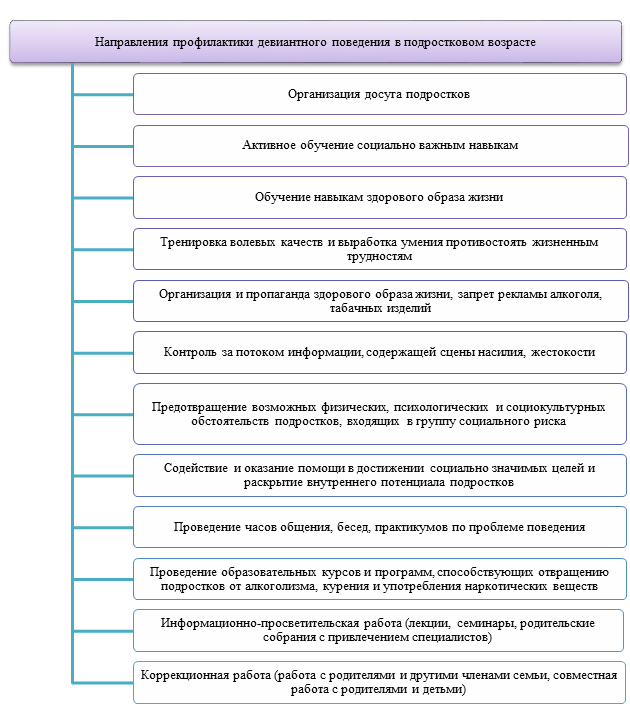 Направления профилактики девиантного поведения в подростковом возрасте
Организация досуга подростков
Активное обучение социально важным навыкам
Обучение навыкам здорового образа жизни
Тренировка волевых качеств и выработка умения противостоять жизненным
трудностям
Организация и пропаганда здорового образа жизни, запрет рекламы алкоголя,
табачных изделий
Контроль за потоком информации, содержащей сцены насилия, жестокости
Предотвращение возможных физических, психологических и социокультурных
обстоятельств подростков, входящих в группу социального риска
Содействие и оказание помощи в достижении социально значимых целей и
раскрытие внутреннего потенциала подростков
Проведение часов общения, бесед, практикумов по проблеме поведения
Проведение образовательных курсов и программ, способствующих отвращению
подростков от алкоголизма, курения и употребления наркотических веществ
Информационно-просветительская работа (лекции, семинары, родительские
собрания с привлечением специалистов)
Коррекционная работа (работа с родителями и другими членами семьи, совместная
работа с родителями и детьми)